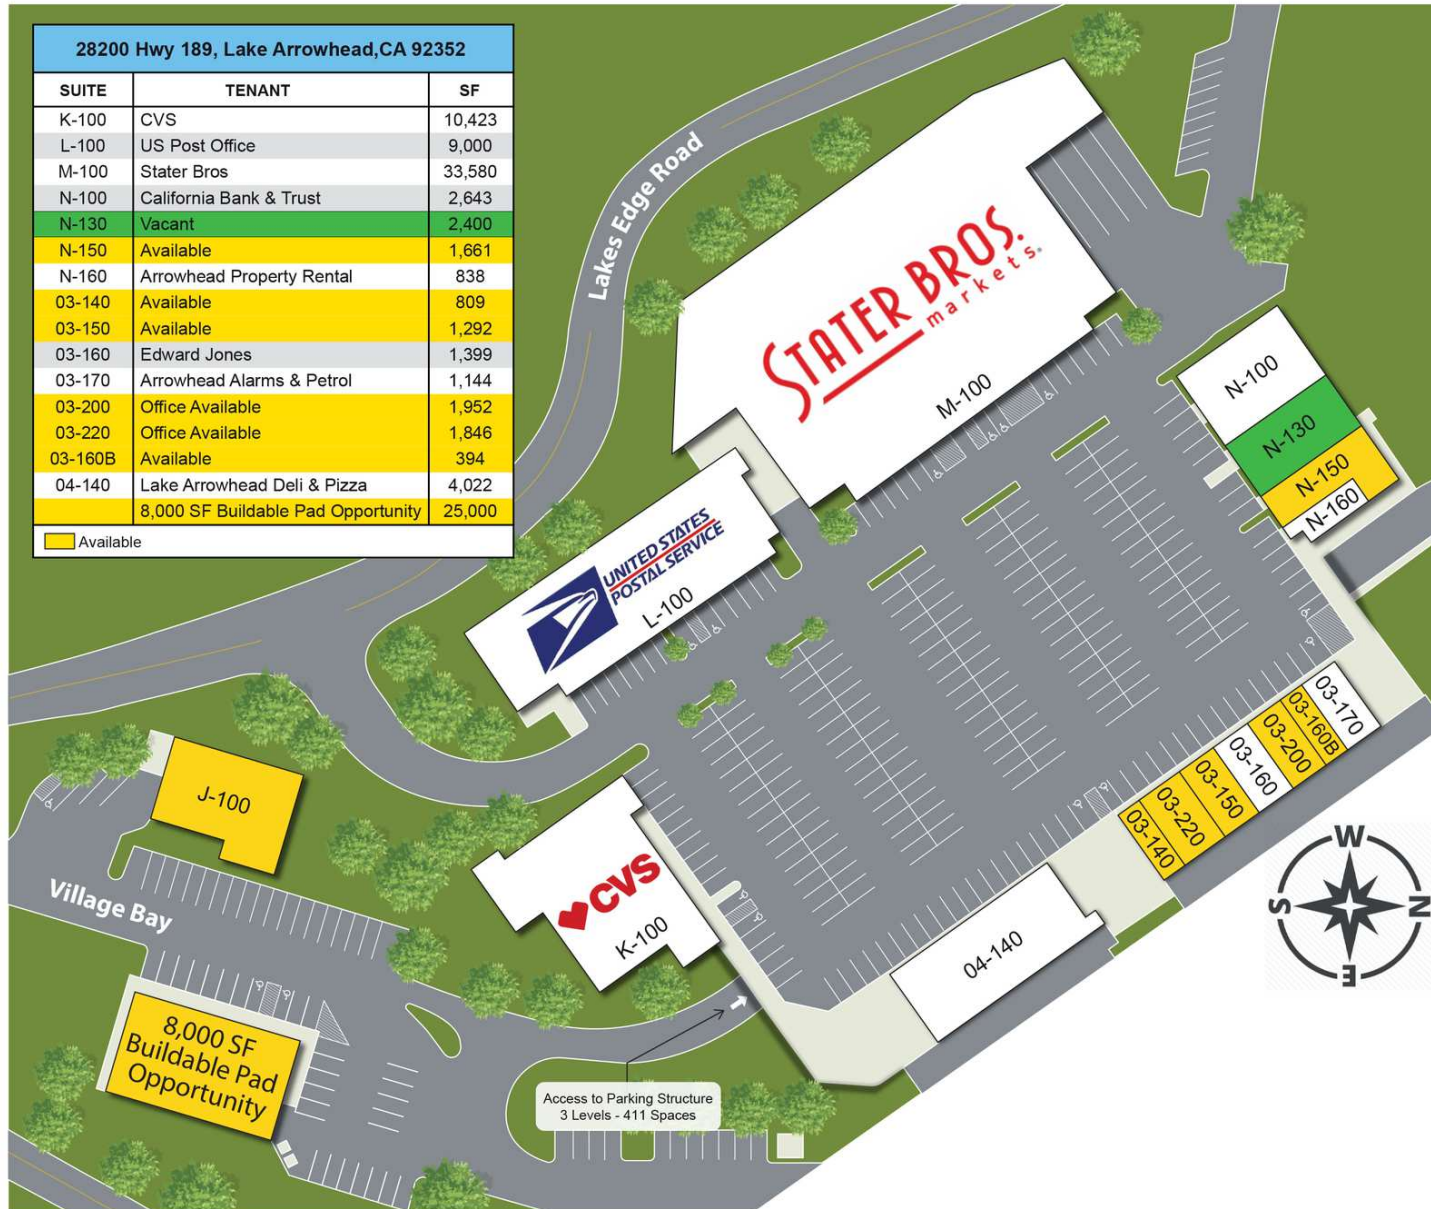 28200 Hwy 189, Lake Arrowhead,CA 92352
SUITE TENANT SF
K-100 CVS 10,423
L-100 US Post Office 9,000
M-100 Stater Bros 33,580
N-100 California Bank & Trust 2,643
N-130 Vacant 2,400
N-150 Available 1,661
N-160 Arrowhead Property Rental 838
03-140 Available 809
03-150 Available 1,292
03-160 Edward Jones 1,399
03-170 Arrowhead Alarms & Petrol 1,144
03-200 Office Available 1,952
03-220 Office Available 1,846
03-160B Available 394
04-140 Lake Arrowhead Deli & Pizza 4,022
8,000 SF Buildable Pad Opportunity 25,000
Available
Lakes Edge Road
STATER BROS.
markets.
M-100
N-100
N-130
N-150
N-160
UNITED STATES
POSTAL SERVICE
L-100
03-170
03-160B
03-200
03-160
03-150
03-220
03-140
J-100
Village Bay
CVS
K-100
04-140
W
S
N
E
8,000 SF
Buildable Pad
Opportunity
Access to Parking Structure
3 Levels - 411 Spaces